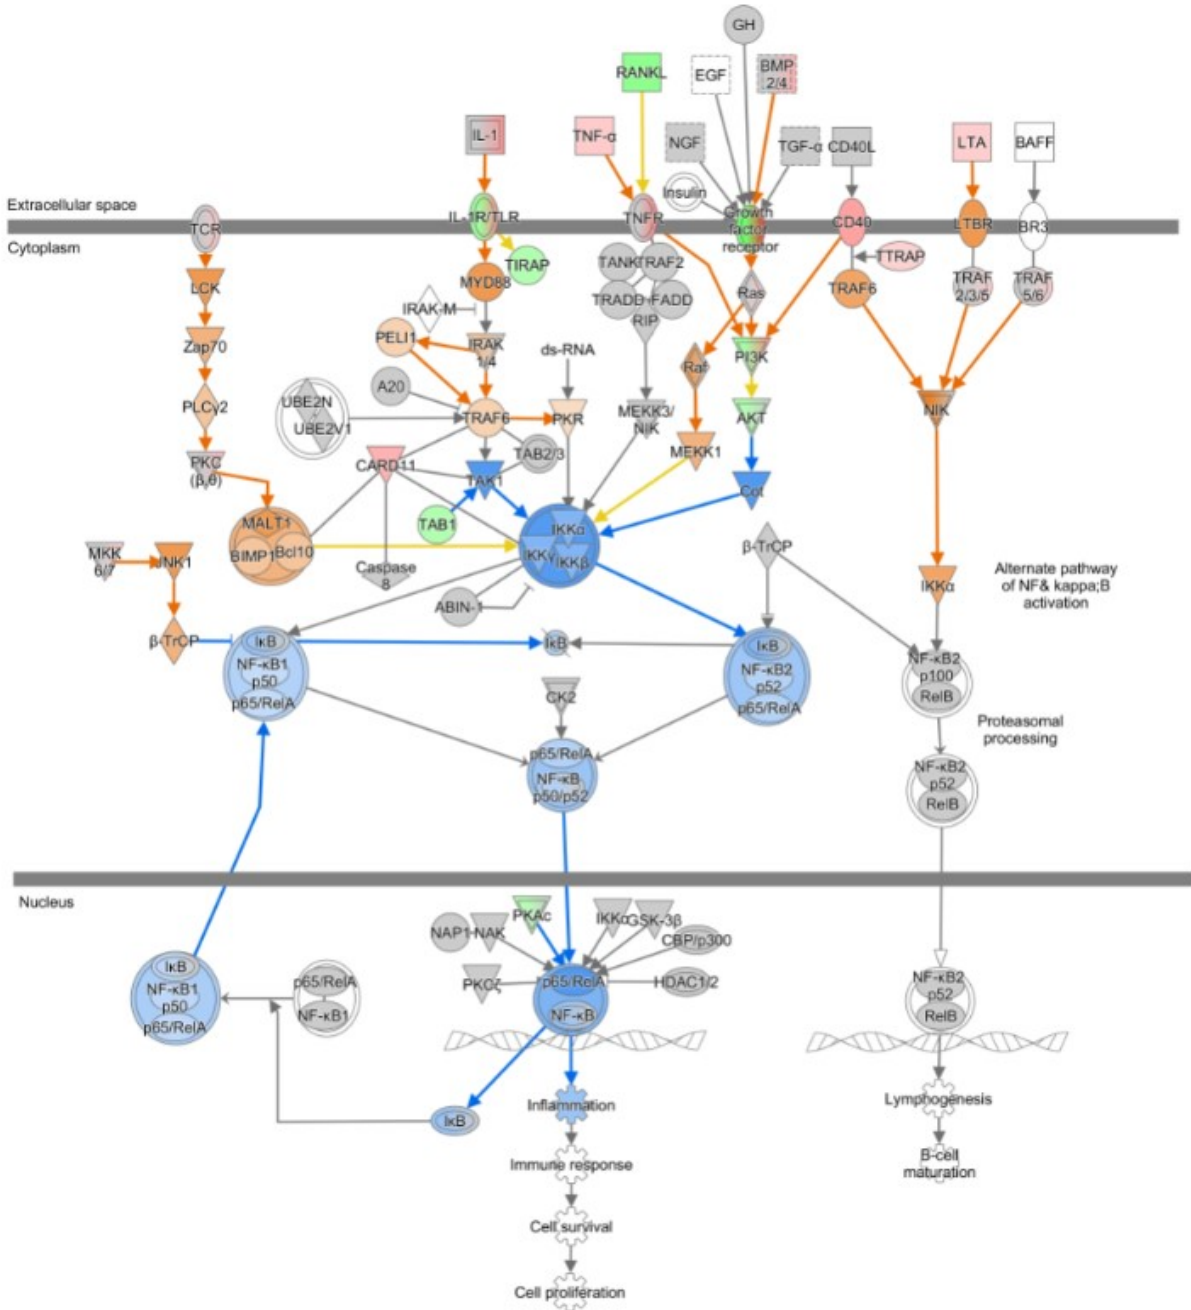 GH
RANKL
EGF
BMP
2/4
IL-1
TNF-α
NGF
TGF-α
CD40L
LTA
BAFF
Insulin
Extracellular space
TCR
IL-1R/TLR
TNFR
Growth
factor
receptor
CD40
LTBR
BR3
Cytoplasm
TIRAP
TANK
TRAF2
TTRAP
LCK
MYD88
TRADD
FADD
Ras
TRAF6
TRAF
2/3/5
TRAF
5/6
IRAK-M
RIP
Zap70
PELI1
IRAK
1/4
ds-RNA
Raf
PI3K
A20
UBE2N
UBE2V1
PLCγ2
TRAF6
PKR
MEKK3/
NIK
AKT
NIK
PKC
(β,θ)
CARD11
TAB2/3
MEKK1
TAK1
Cot
MALT1
TAB1
IKKα
BIMP1
Bcl10
IKKγ
IKKβ
β-TrCP
MKK
6/7
JNK1
Caspase
8
IKKα
Alternate pathway
of NF& kappa;B
activation
ABIN-1
β-TrCP
IκB
NF-κB1
p50
p65/RelA
IκB
IκB
NF-κB2
p52
p65/RelA
NF-κB2
p100
RelB
CK2
Proteasomal
processing
p65/RelA
NF-κB
p50/p52
NF-κB2
p52
RelB
Nucleus
PKAc
IKKα
GSK-3β
NAP1
NAK
CBP/p300
IκB
NF-κB1
p50
p65/RelA
p65/RelA
NF-κB1
PKCζ
p65/RelA
HDAC1/2
NF-κB
NF-κB2
p52
RelB
IκB
Inflammation
Lymphogenesis
Immune response
B-cell
maturation
Cell survival
Cell proliferation